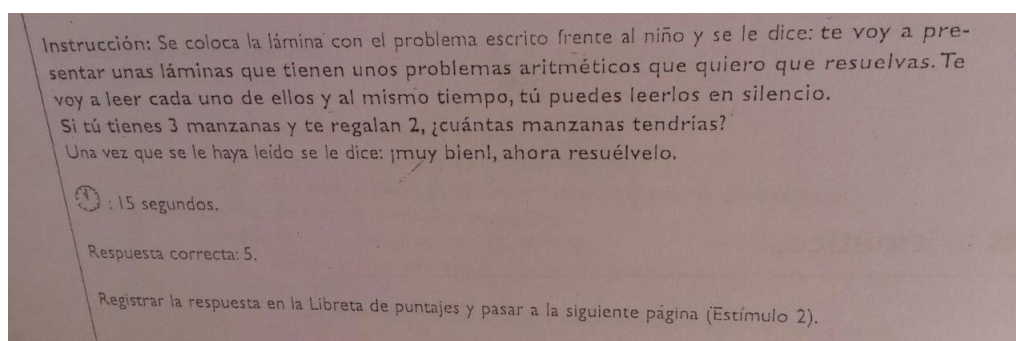 Instrucción: Se coloca la lámina con el problema escrito frente al niño y se le dice: te voy a pre-
sentar unas láminas que tienen unos problemas aritméticos que quiero que resuelvas. Te
voy a leer cada uno de ellos y al mismo tiempo, tú puedes leerlos en silencio.
Si tú tienes 3 manzanas y te regalan 2, ¿cuántas manzanas tendrías?
Una vez que se le haya leído se le dice: ¡muy bien!, ahora resuélvelo.
: 15 segundos.
Respuesta correcta: 5.
Registrar la respuesta en la Libreta de puntajes y pasar a la siguiente página (Estímulo 2).